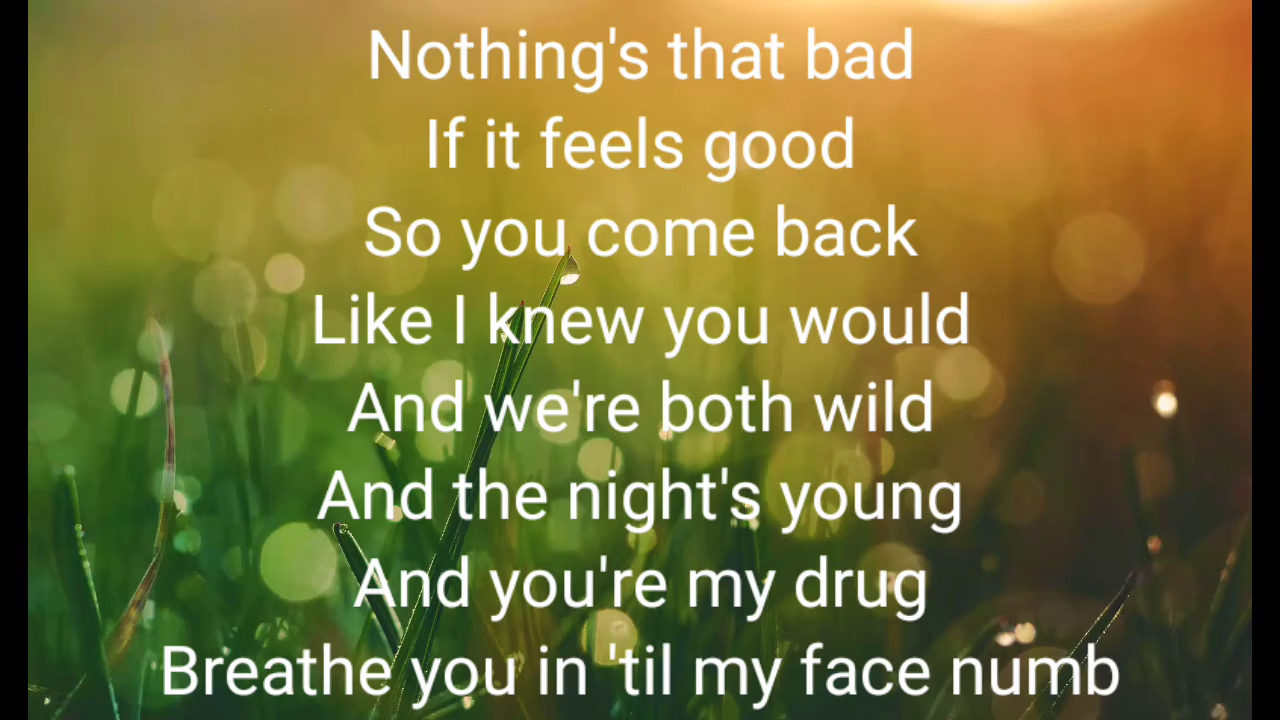 Nothing's that bad
If it feels good
So you come back
Like I knew you would
And we're both wild
And the night's young
And you're my drug
Breathe you in 'til my face numb